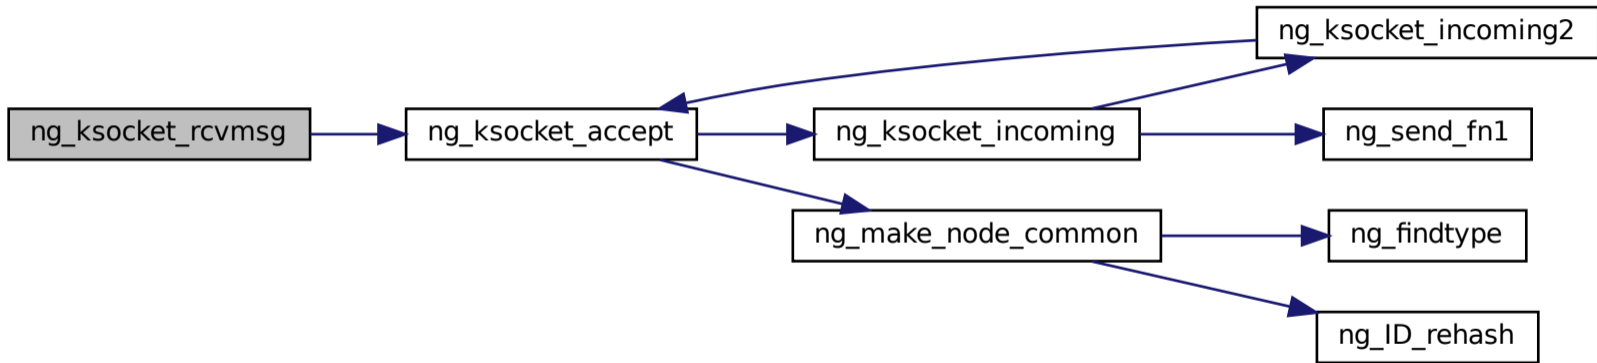 ng_ksocket_incoming2
ng_ksocket_rcvmsg
ng_ksocket_accept
ng_ksocket_incoming
ng_send_fn1
ng_make_node_common
ng_findtype
ng_ID_rehash